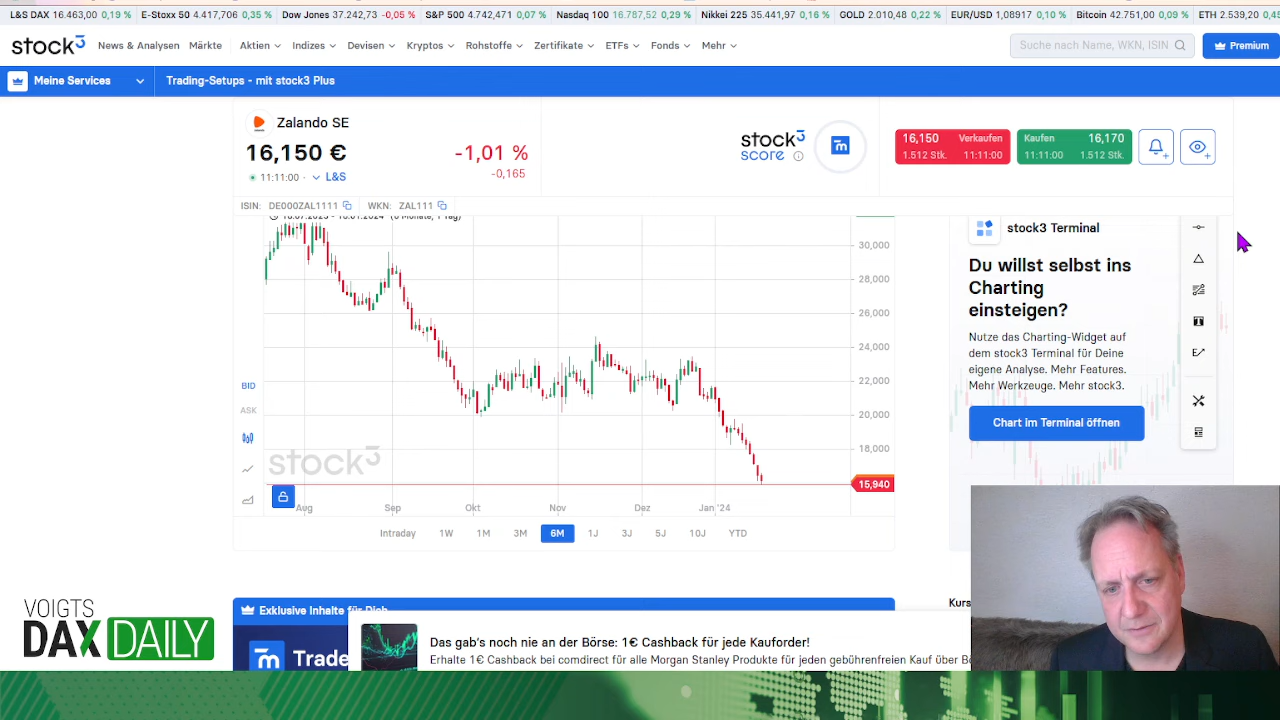 L&S DAX 16.463,00 0,19 % E-Stoxx 50 4.417,706 0,35 % Dow Jones 37.242,73 -0,05 % S&P 500 4.742,471 0,07 % Nasdaq 100 16.787,52 0,29 % Nikkei 225 35.441,97 0,16 % GOLD 2.010,48 0,22 % EUR/USD 1,08917 0,10 % Bitcoin 42.751,00 0,09 % ETH 2.539,20
stock3 News & Analysen Märkte Aktien Indizes Devisen Kryptos Rohstoffe Zertifikate ETFs Fonds Mehr Suche nach Name, WKN, ISIN Premium
Meine Services Trading-Setups - mit stock3 Plus
Zalando SE
16,150 € -1,01 %
-0,165
11:11:00 L&S
stock3
score
16,150 Verkaufen
1.512 Stk. 11:11:00
Kaufen 16,170
11:11:00 1.512 Stk.
ISIN: DE000ZAL1111 WKN: ZAL111
30,000
28,000
26,000
24,000
22,000
20,000
18,000
15,940
BID
ASK
stock3
Aug Sep Okt Nov Dez Jan '24
Intraday 1W 1M 3M 6M 1J 3J 5J 10J YTD
stock3 Terminal
Du willst selbst ins
Charting
einsteigen?
Nutze das Charting-Widget auf
dem stock3 Terminal für Deine
eigene Analyse. Mehr Features.
Mehr Werkzeuge. Mehr stock3.
Chart im Terminal öffnen
Exklusive Inhalte für Dich
Kurs
Trade
Das gab's noch nie an der Börse: 1€ Cashback für jede Kauforder!
Erhalte 1€ Cashback bei comdirect für alle Morgan Stanley Produkte für jeden gebührenfreien Kauf über
VOIGTS
DAX DAILY